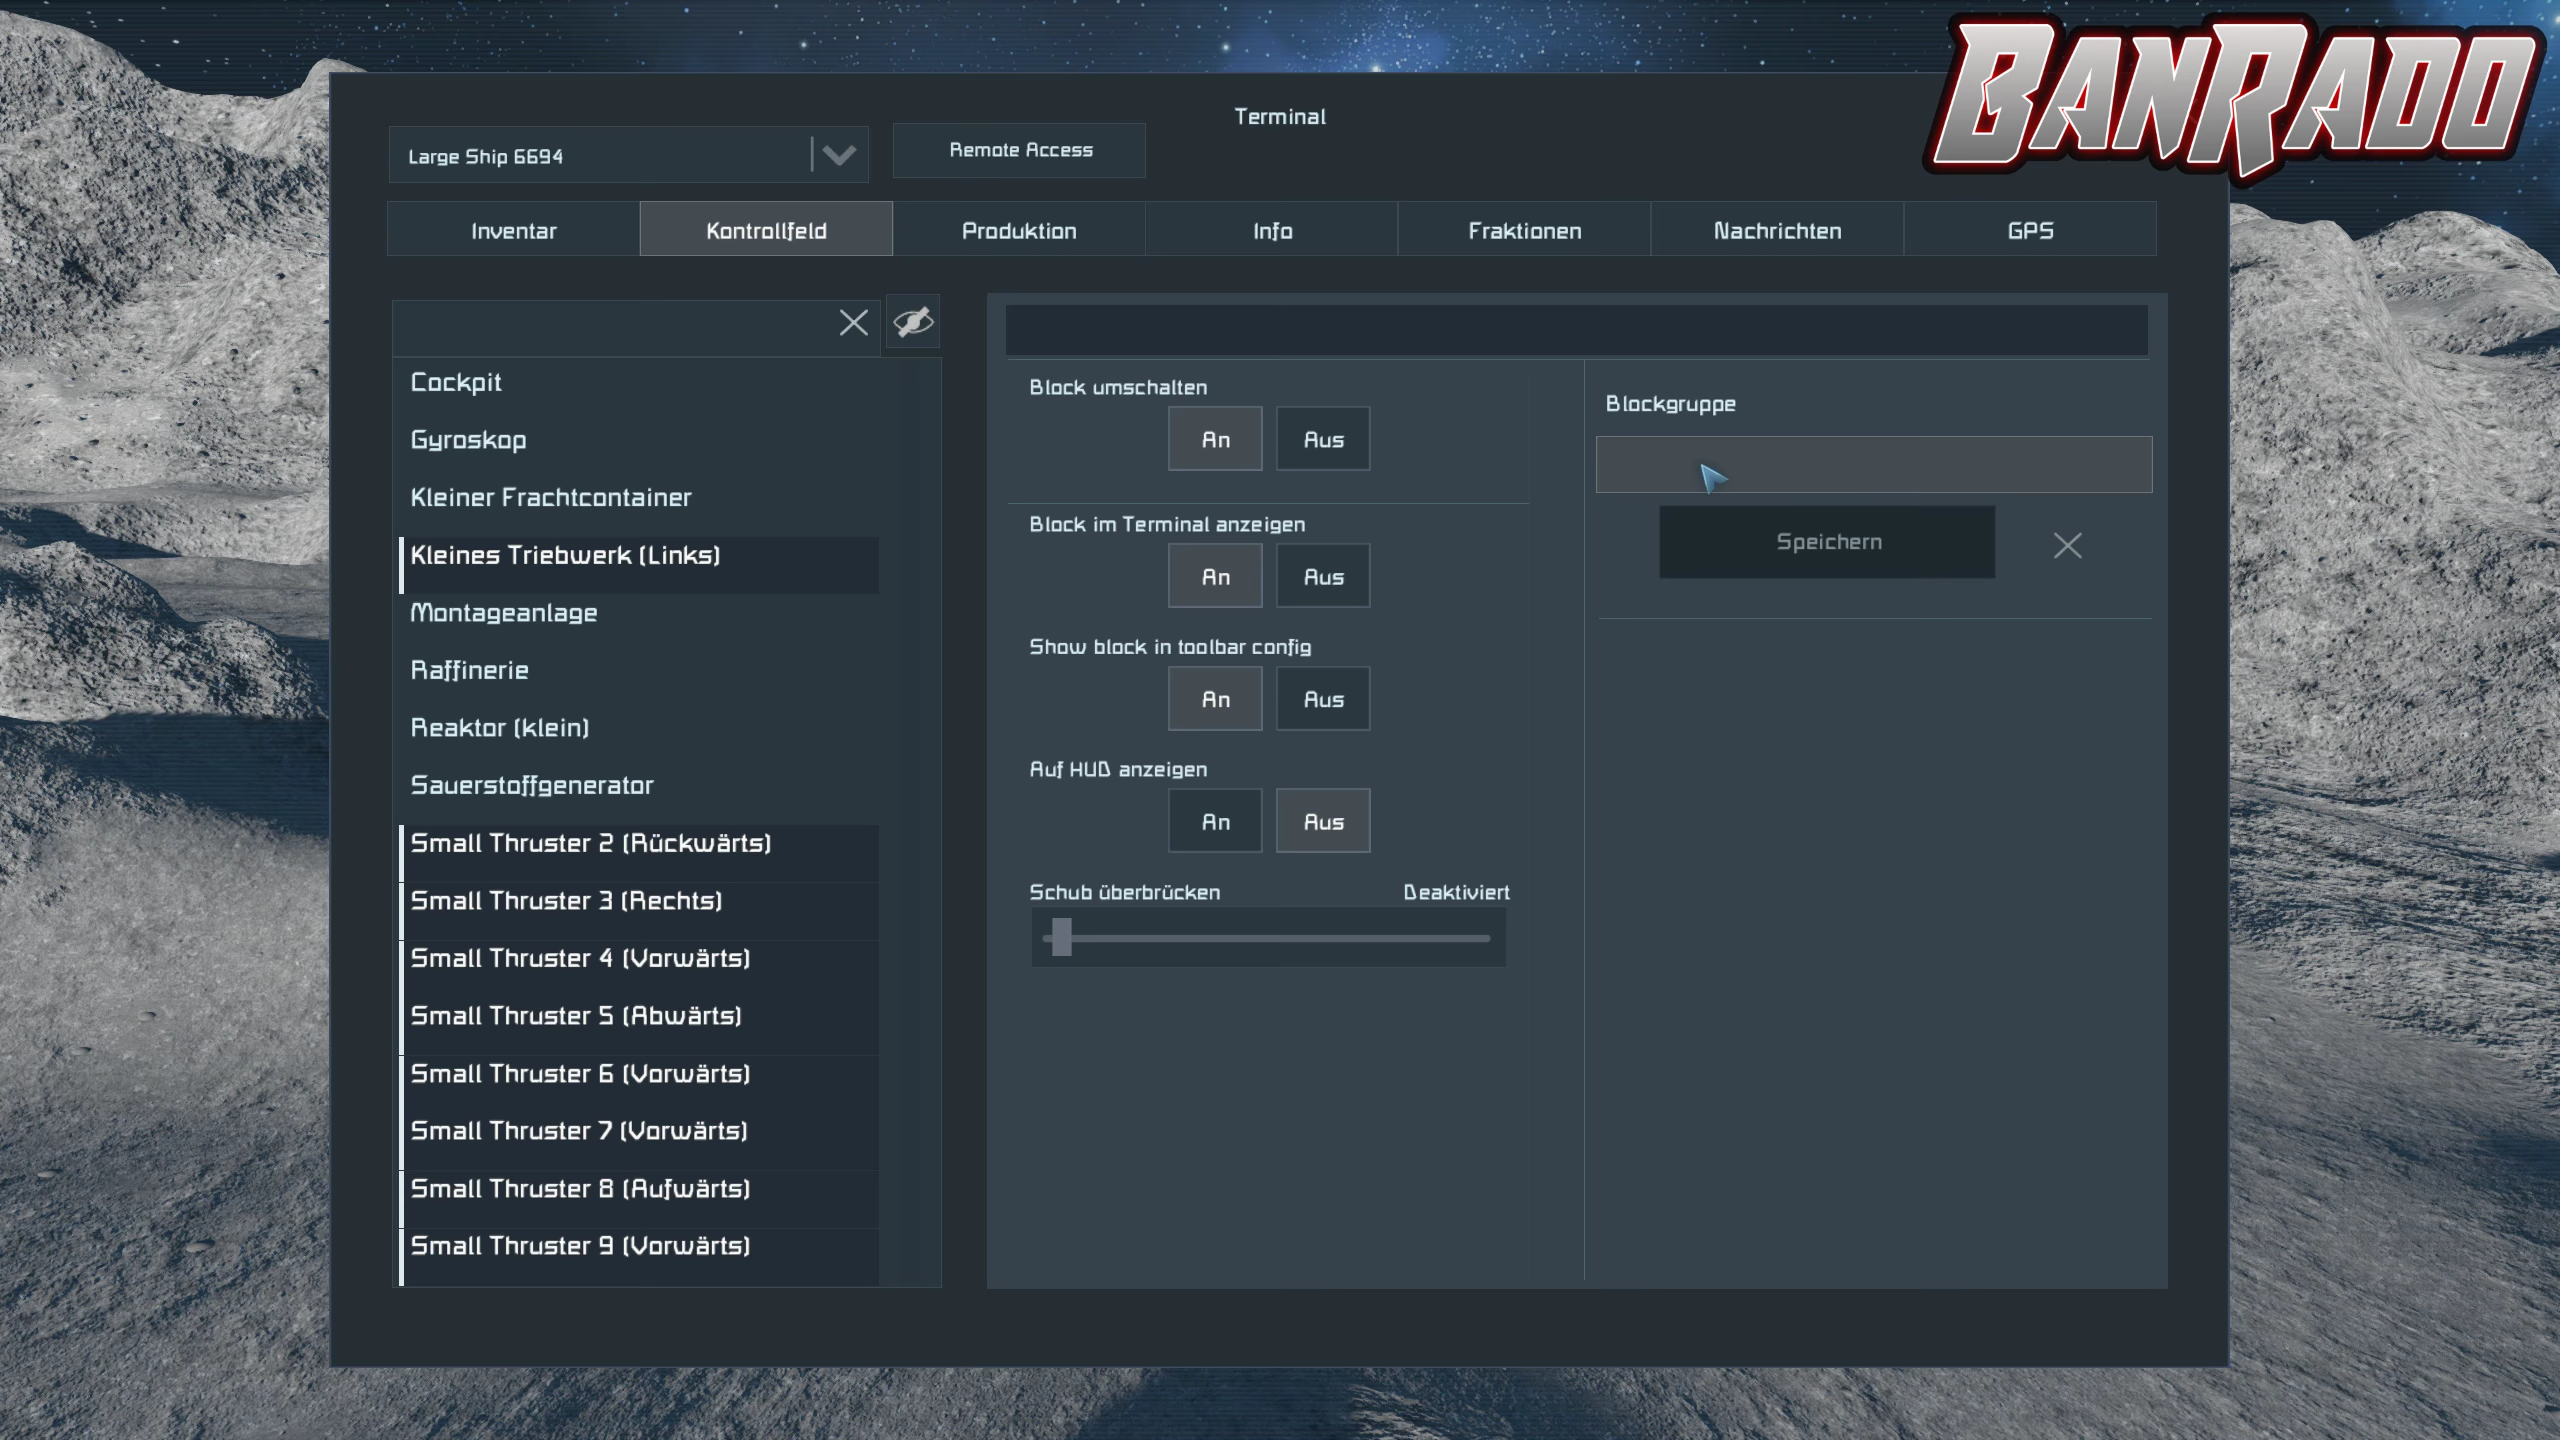 BANRADO
Terminal
Large Ship 6694
Remote Access
Inventar
Kontrollfeld
Produktion
Info
Fraktionen
Nachrichten
GPS
Cockpit
Gyroskop
Kleiner Frachtcontainer
Kleines Triebwerk (Links)
Montageanlage
Raffinerie
Reaktor (klein)
Sauerstoffgenerator
Small Thruster 2 (Rückwärts)
Small Thruster 3 (Rechts)
Small Thruster 4 (Vorwärts)
Small Thruster 5 (Abwärts)
Small Thruster 6 (Vorwärts)
Small Thruster 7 (Vorwärts)
Small Thruster 8 (Aufwärts)
Small Thruster 9 (Vorwärts)
Block umschalten
An Aus
Block im Terminal anzeigen
An Aus
Show block in toolbar config
An Aus
Auf HUD anzeigen
An Aus
Schub überbrücken Deaktiviert
Blockgruppe
Speichern